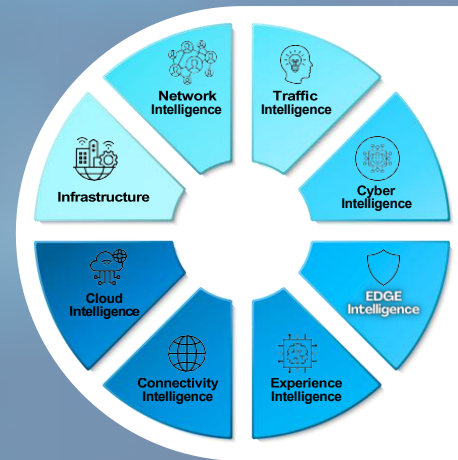 Network
Intelligence
Traffic
Intelligence
Cyber
Intelligence
EDGE
Intelligence
Experience
Intelligence
Connectivity
Intelligence
Cloud
Intelligence
Infrastructure